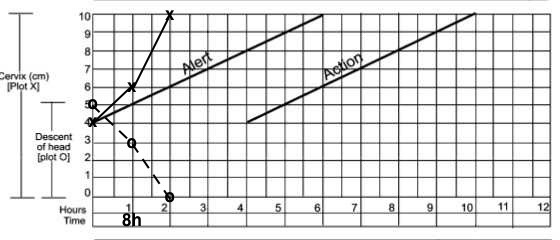 Cervix (cm)
[Plot X]
Descent
of head
[plot O]
10
9
8
7
6
5
4
3
2
1
0
Alert
Action
X
X
X
O
O
O
Hours 1 2 3 4 5 6 7 8 9 10 11 12
Time 8h